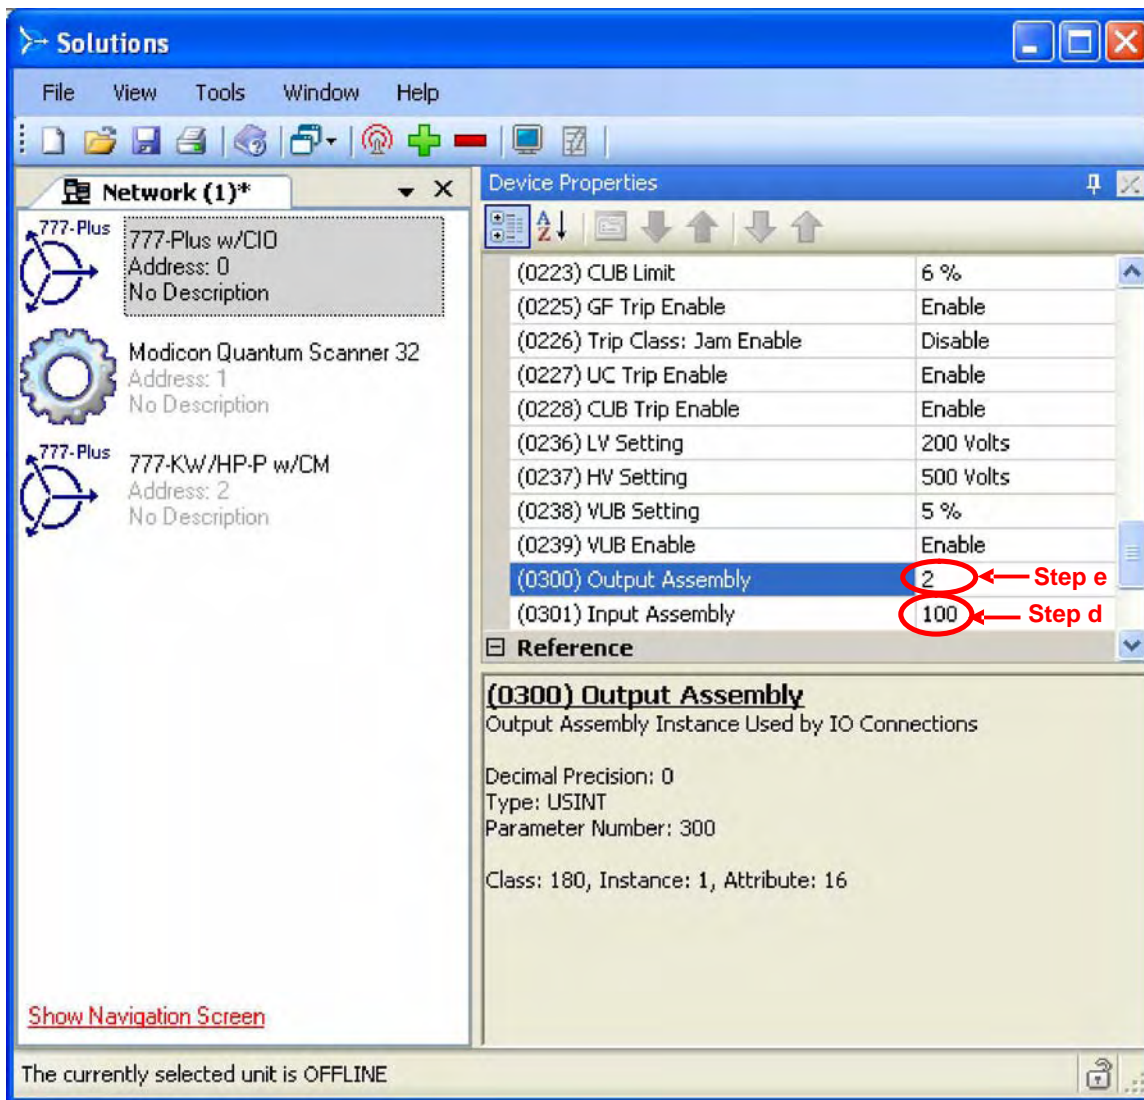 Solutions
File View Tools Window Help
Network (1)*
777-Plus
777-Plus w/CIO
Address: 0
No Description
Modicon Quantum Scanner 32
Address: 1
No Description
777-Plus
777-KW/HP-P w/CM
Address: 2
No Description
Show Navigation Screen
Device Properties
(0223) CUB Limit 6 %
(0225) GF Trip Enable Enable
(0226) Trip Class: Jam Enable Disable
(0227) UC Trip Enable Enable
(0228) CUB Trip Enable Enable
(0236) LV Setting 200 Volts
(0237) HV Setting 500 Volts
(0238) VUB Setting 5 %
(0239) VUB Enable Enable
(0300) Output Assembly 2 Step e
(0301) Input Assembly 100 Step d
Reference
(0300) Output Assembly
Output Assembly Instance Used by IO Connections
Decimal Precision: 0
Type: USINT
Parameter Number: 300
Class: 180, Instance: 1, Attribute: 16
The currently selected unit is OFFLINE